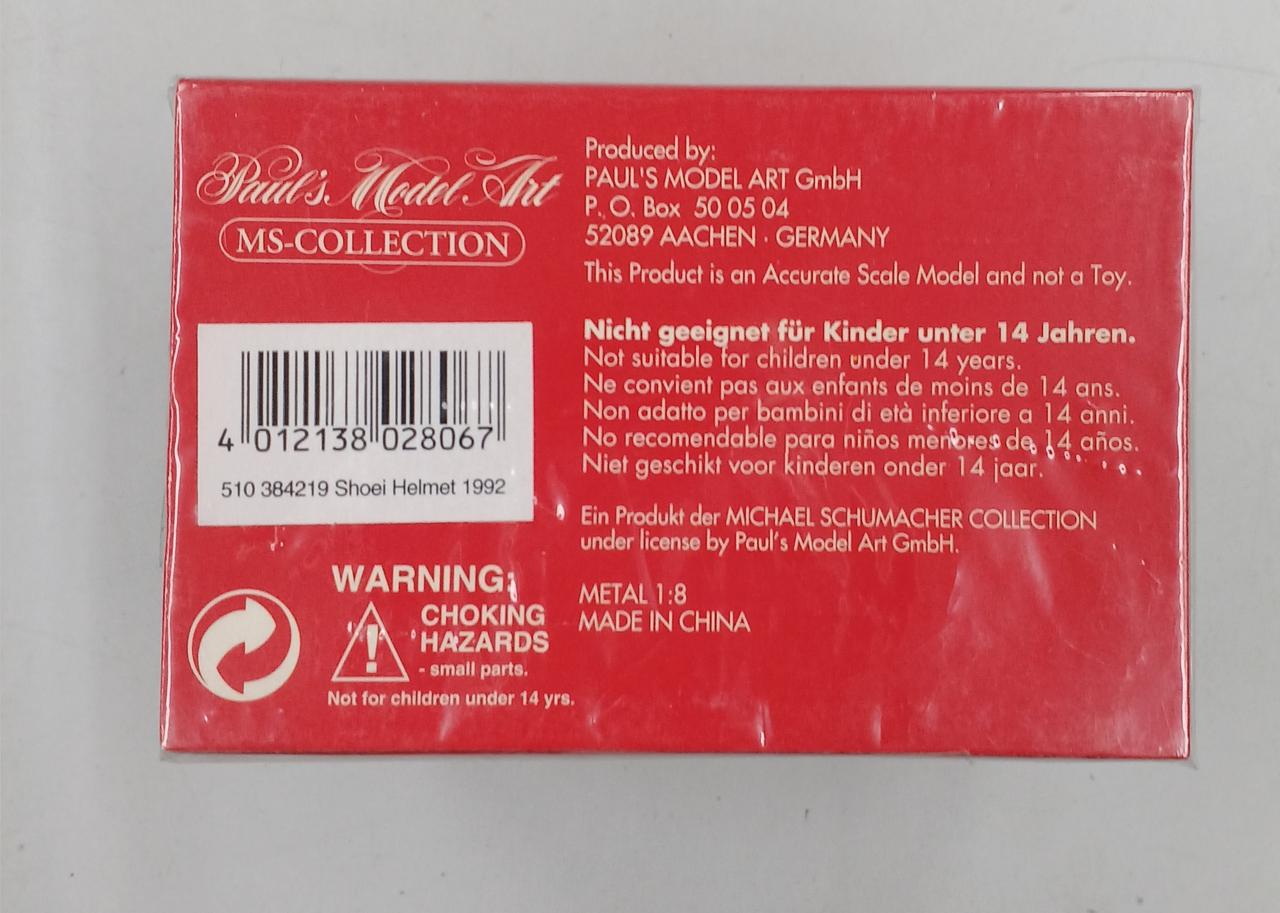 Paul's Model Art
MS-COLLECTION
4 012138 028067
510 384219 Shoei Helmet 1992
WARNING:
CHOKING
HAZARDS
- small parts.
Not for children under 14 yrs.
Produced by:
PAUL'S MODEL ART GmbH
P. O. Box 50 05 04
52089 AACHEN · GERMANY
This Product is an Accurate Scale Model and not a Toy.
Nicht geeignet für Kinder unter 14 Jahren.
Not suitable for children under 14 years.
Ne convient pas aux enfants de moins de 14 ans.
Non adatto per bambini di età inferiore a 14 anni.
No recomendable para niños menores de 14 años.
Niet geschikt voor kinderen onder 14 jaar.
Ein Produkt der MICHAEL SCHUMACHER COLLECTION
under license by Paul's Model Art GmbH.
METAL 1:8
MADE IN CHINA